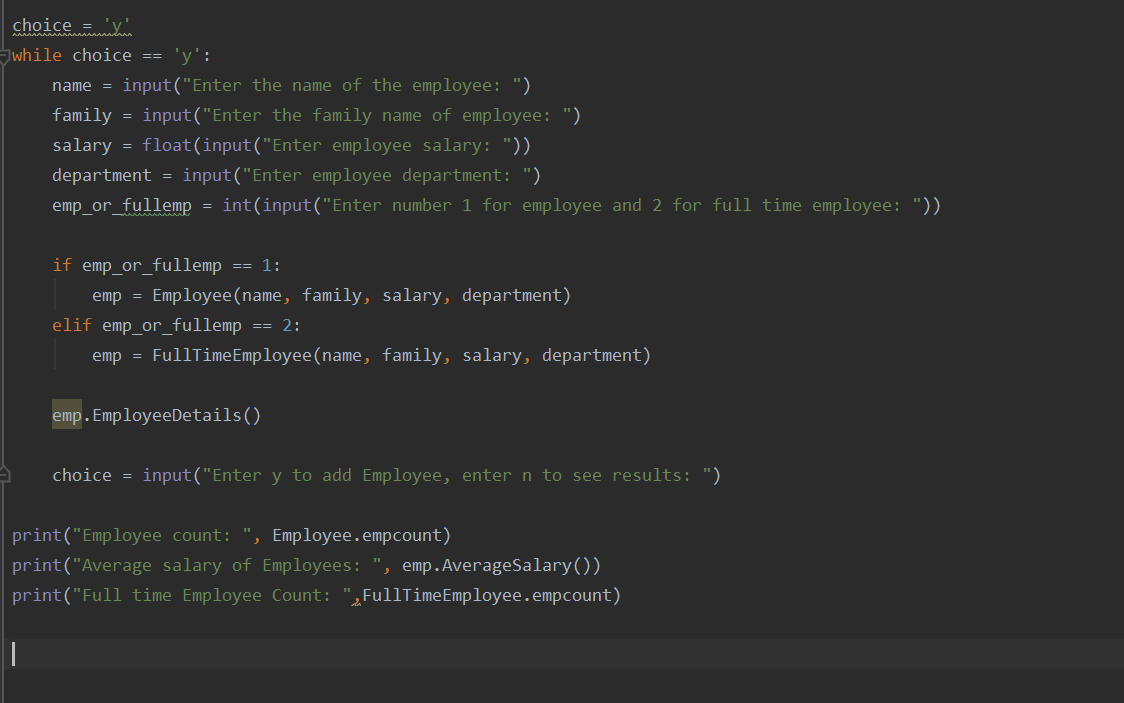 choice = 'y'
while choice == 'y':
    name = input("Enter the name of the employee: ")
    family = input("Enter the family name of employee: ")
    salary = float(input("Enter employee salary: "))
    department = input("Enter employee department: ")
    emp_or_fullemp = int(input("Enter number 1 for employee and 2 for full time employee: "))
    if emp_or_fullemp == 1:
        emp = Employee(name, family, salary, department)
    elif emp_or_fullemp == 2:
        emp = FullTimeEmployee(name, family, salary, department)
    emp.EmployeeDetails()
    choice = input("Enter y to add Employee, enter n to see results: ")
print("Employee count: ", Employee.empcount)
print("Average salary of Employees: ", emp.AverageSalary())
print("Full time Employee Count: ",FullTimeEmployee.empcount)